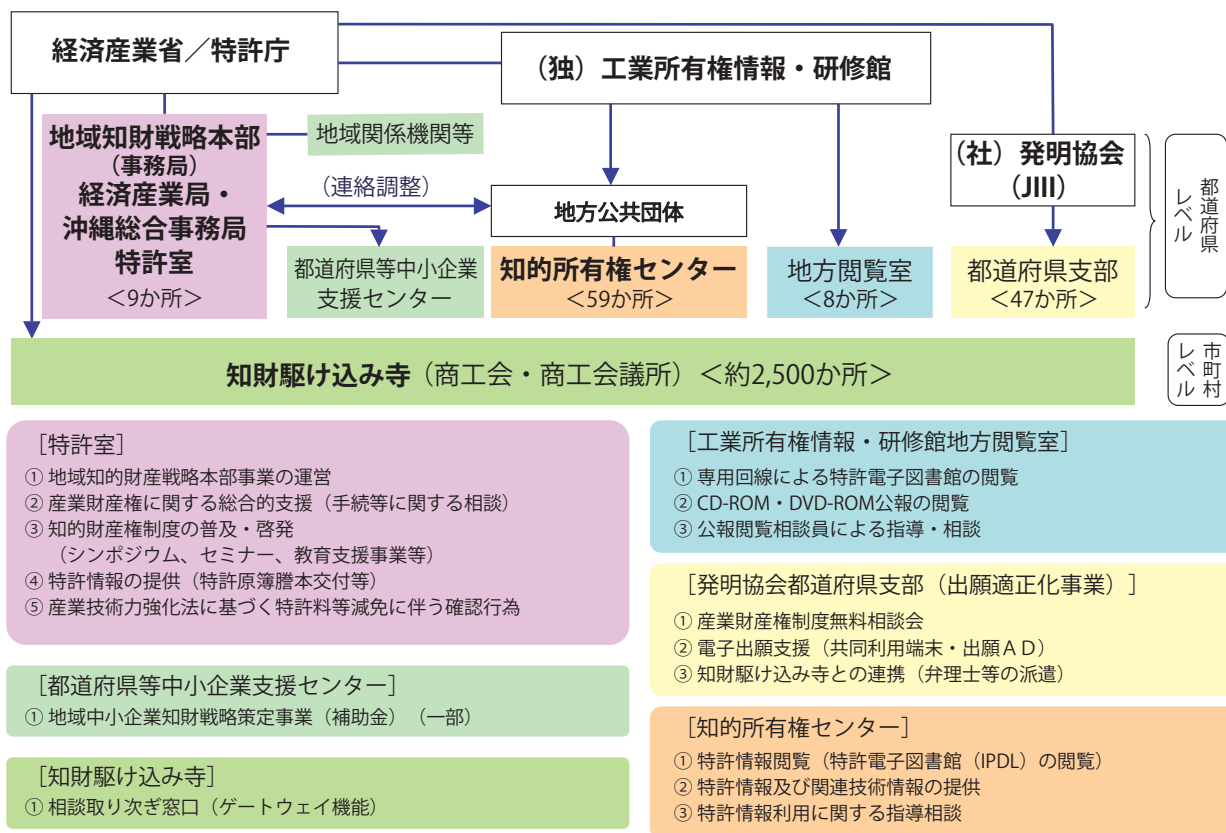 経済産業省／特許庁
（独）工業所有権情報・研修館
地域知財戦略本部
（事務局）
経済産業局・
沖縄総合事務局
特許室
＜9か所＞
地域関係機関等
（連絡調整）
都道府県等中小企業
支援センター
地方公共団体
知的所有権センター
＜59か所＞
地方閲覧室
＜8か所＞
（社）発明協会
（JIII）
都道府県支部
＜47か所＞
都道府県
レベル
知財駆け込み寺（商工会・商工会議所）＜約2,500か所＞
市町村
レベル
［特許室］
① 地域知的財産戦略本部事業の運営
② 産業財産権に関する総合的支援（手続等に関する相談）
③ 知的財産権制度の普及・啓発
（シンポジウム、セミナー、教育支援事業等）
④ 特許情報の提供（特許原簿謄本交付等）
⑤ 産業技術力強化法に基づく特許料等減免に伴う確認行為
［都道府県等中小企業支援センター］
① 地域中小企業知財戦略策定事業（補助金）（一部）
［知財駆け込み寺］
① 相談取り次ぎ窓口（ゲートウェイ機能）
［工業所有権情報・研修館地方閲覧室］
① 専用回線による特許電子図書館の閲覧
② CD-ROM・DVD-ROM公報の閲覧
③ 公報閲覧相談員による指導・相談
［発明協会都道府県支部（出願適正化事業）］
① 産業財産権制度無料相談会
② 電子出願支援（共同利用端末・出願ＡＤ）
③ 知財駆け込み寺との連携（弁理士等の派遣）
［知的所有権センター］
① 特許情報閲覧（特許電子図書館（IPDL）の閲覧）
② 特許情報及び関連技術情報の提供
③ 特許情報利用に関する指導相談